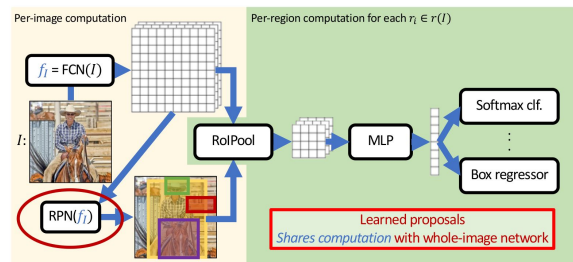 Per-image computation
Per-region computation for each r_i ∈ r(I)
f_I = FCN(I)
I:
RPN(f_I)
RoIPool
MLP
Softmax clf.
⋮
Box regressor
Learned proposals
Shares computation with whole-image network